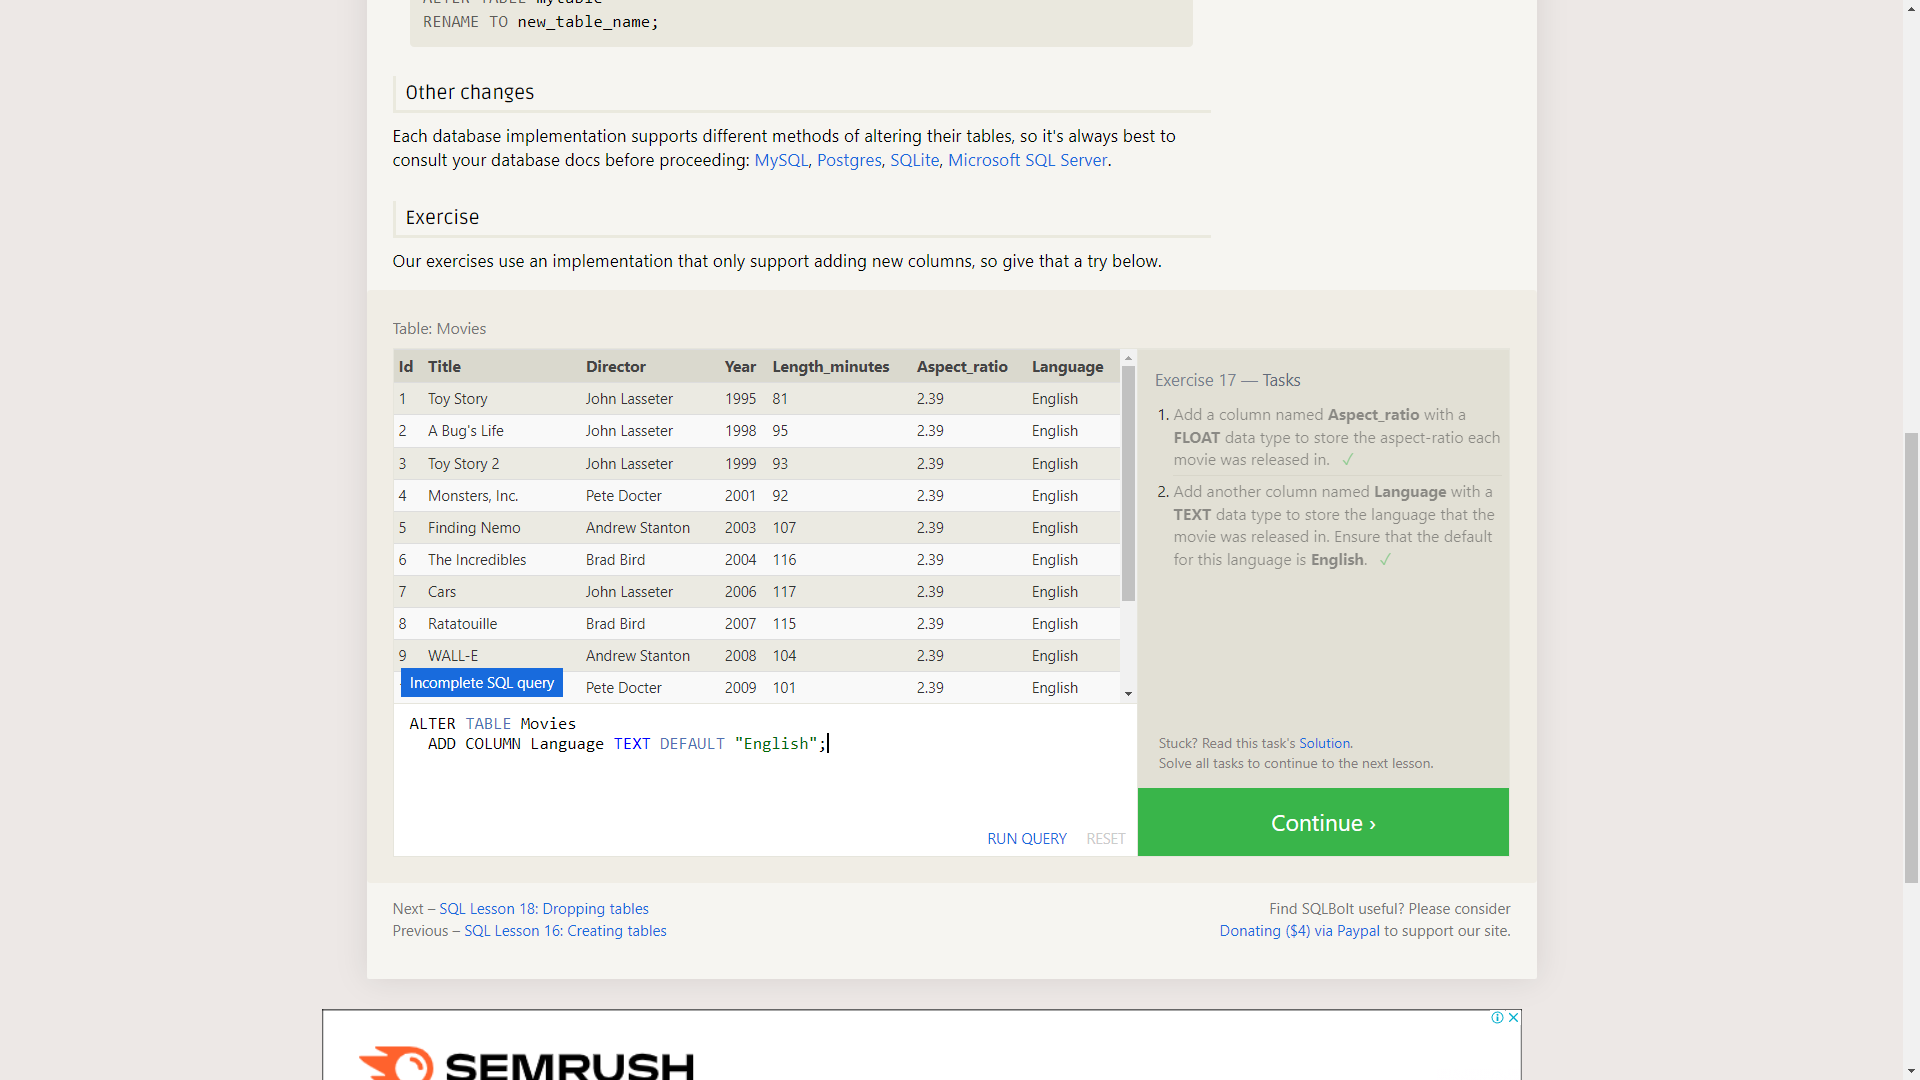 RENAME TO new_table_name;
Other changes
Each database implementation supports different methods of altering their tables, so it's always best to
consult your database docs before proceeding: MySQL, Postgres, SQLite, Microsoft SQL Server.
Exercise
Our exercises use an implementation that only support adding new columns, so give that a try below.
Table: Movies
Id Title Director Year Length_minutes Aspect_ratio Language
1 Toy Story John Lasseter 1995 81 2.39 English
2 A Bug's Life John Lasseter 1998 95 2.39 English
3 Toy Story 2 John Lasseter 1999 93 2.39 English
4 Monsters, Inc. Pete Docter 2001 92 2.39 English
5 Finding Nemo Andrew Stanton 2003 107 2.39 English
6 The Incredibles Brad Bird 2004 116 2.39 English
7 Cars John Lasseter 2006 117 2.39 English
8 Ratatouille Brad Bird 2007 115 2.39 English
9 WALL-E Andrew Stanton 2008 104 2.39 English
Pete Docter 2009 101 2.39 English
Incomplete SQL query
ALTER TABLE Movies
ADD COLUMN Language TEXT DEFAULT "English";
RUN QUERY RESET
Exercise 17 — Tasks
1. Add a column named Aspect_ratio with a
FLOAT data type to store the aspect-ratio each
movie was released in. ✓
2. Add another column named Language with a
TEXT data type to store the language that the
movie was released in. Ensure that the default
for this language is English. ✓
Stuck? Read this task's Solution.
Solve all tasks to continue to the next lesson.
Continue ›
Next – SQL Lesson 18: Dropping tables
Previous – SQL Lesson 16: Creating tables
Find SQLBolt useful? Please consider
Donating ($4) via Paypal to support our site.
SEMRUSH